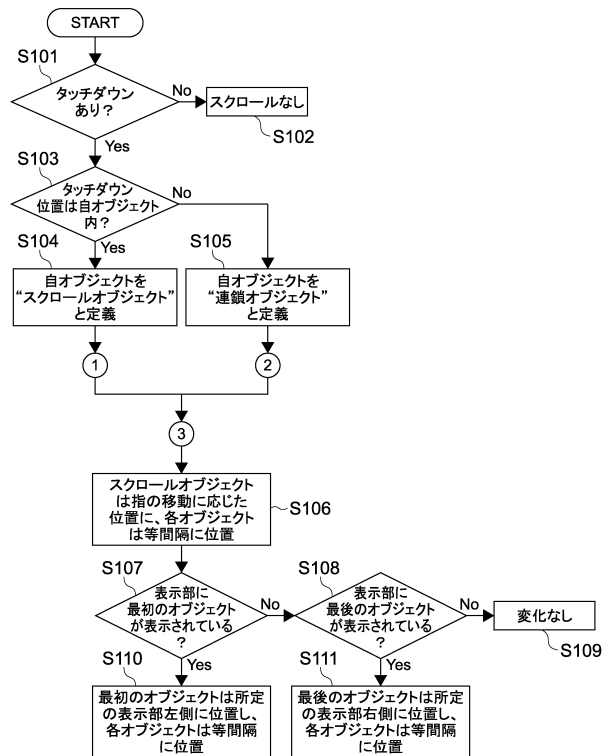 START
S101
タッチダウン
あり？
No
スクロールなし
S102
Yes
S103
タッチダウン
位置は自オブジェクト
内？
No
S104
Yes
S105
自オブジェクトを
“スクロールオブジェクト”
と定義
自オブジェクトを
“連鎖オブジェクト”
と定義
1
2
3
スクロールオブジェクト
は指の移動に応じた
位置に、各オブジェクト
は等間隔に位置
S106
S107
表示部に
最初のオブジェクト
が表示されている
？
No
S108
表示部に
最後のオブジェクト
が表示されている
？
No
変化なし
S109
S110
Yes
S111
Yes
最初のオブジェクトは所定
の表示部左側に位置し、
各オブジェクトは等間隔
に位置
最後のオブジェクトは所定
の表示部右側に位置し、
各オブジェクトは等間隔
に位置